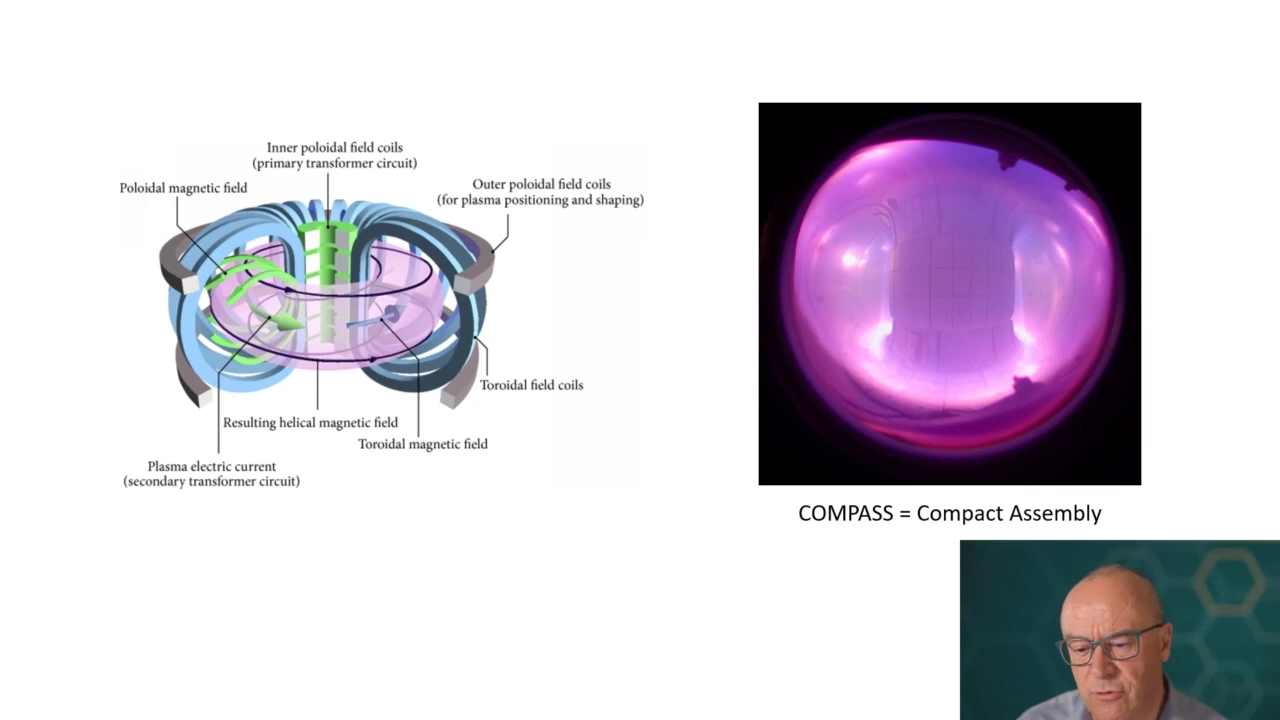 Inner poloidal field coils
(primary transformer circuit)
Poloidal magnetic field
Outer poloidal field coils
(for plasma positioning and shaping)
Toroidal field coils
Resulting helical magnetic field
Toroidal magnetic field
Plasma electric current
(secondary transformer circuit)
COMPASS = Compact Assembly